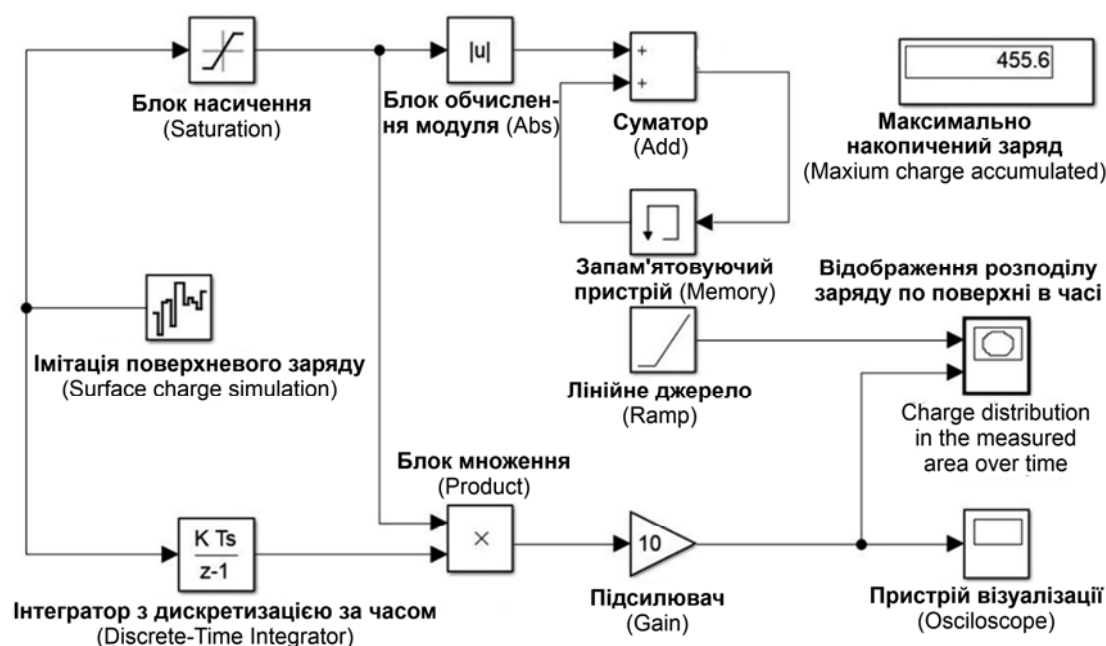 455.6
|u|
+
+
Блок насичення
(Saturation)
Блок обчислен-
ня модуля (Abs)
Суматор
(Add)
Максимально
накопичений заряд
(Maxium charge accumulated)
Запам'ятовуючий
пристрій (Memory)
Відображення розподілу
заряду по поверхні в часі
Імітація поверхневого заряду
(Surface charge simulation)
Лінійне джерело
(Ramp)
Charge distribution
in the measured
area over time
Блок множення
(Product)
K Ts
z-1
×
10
Інтегратор з дискретизацією за часом
(Discrete-Time Integrator)
Підсилювач
(Gain)
Пристрій візуалізації
(Osciloscope)